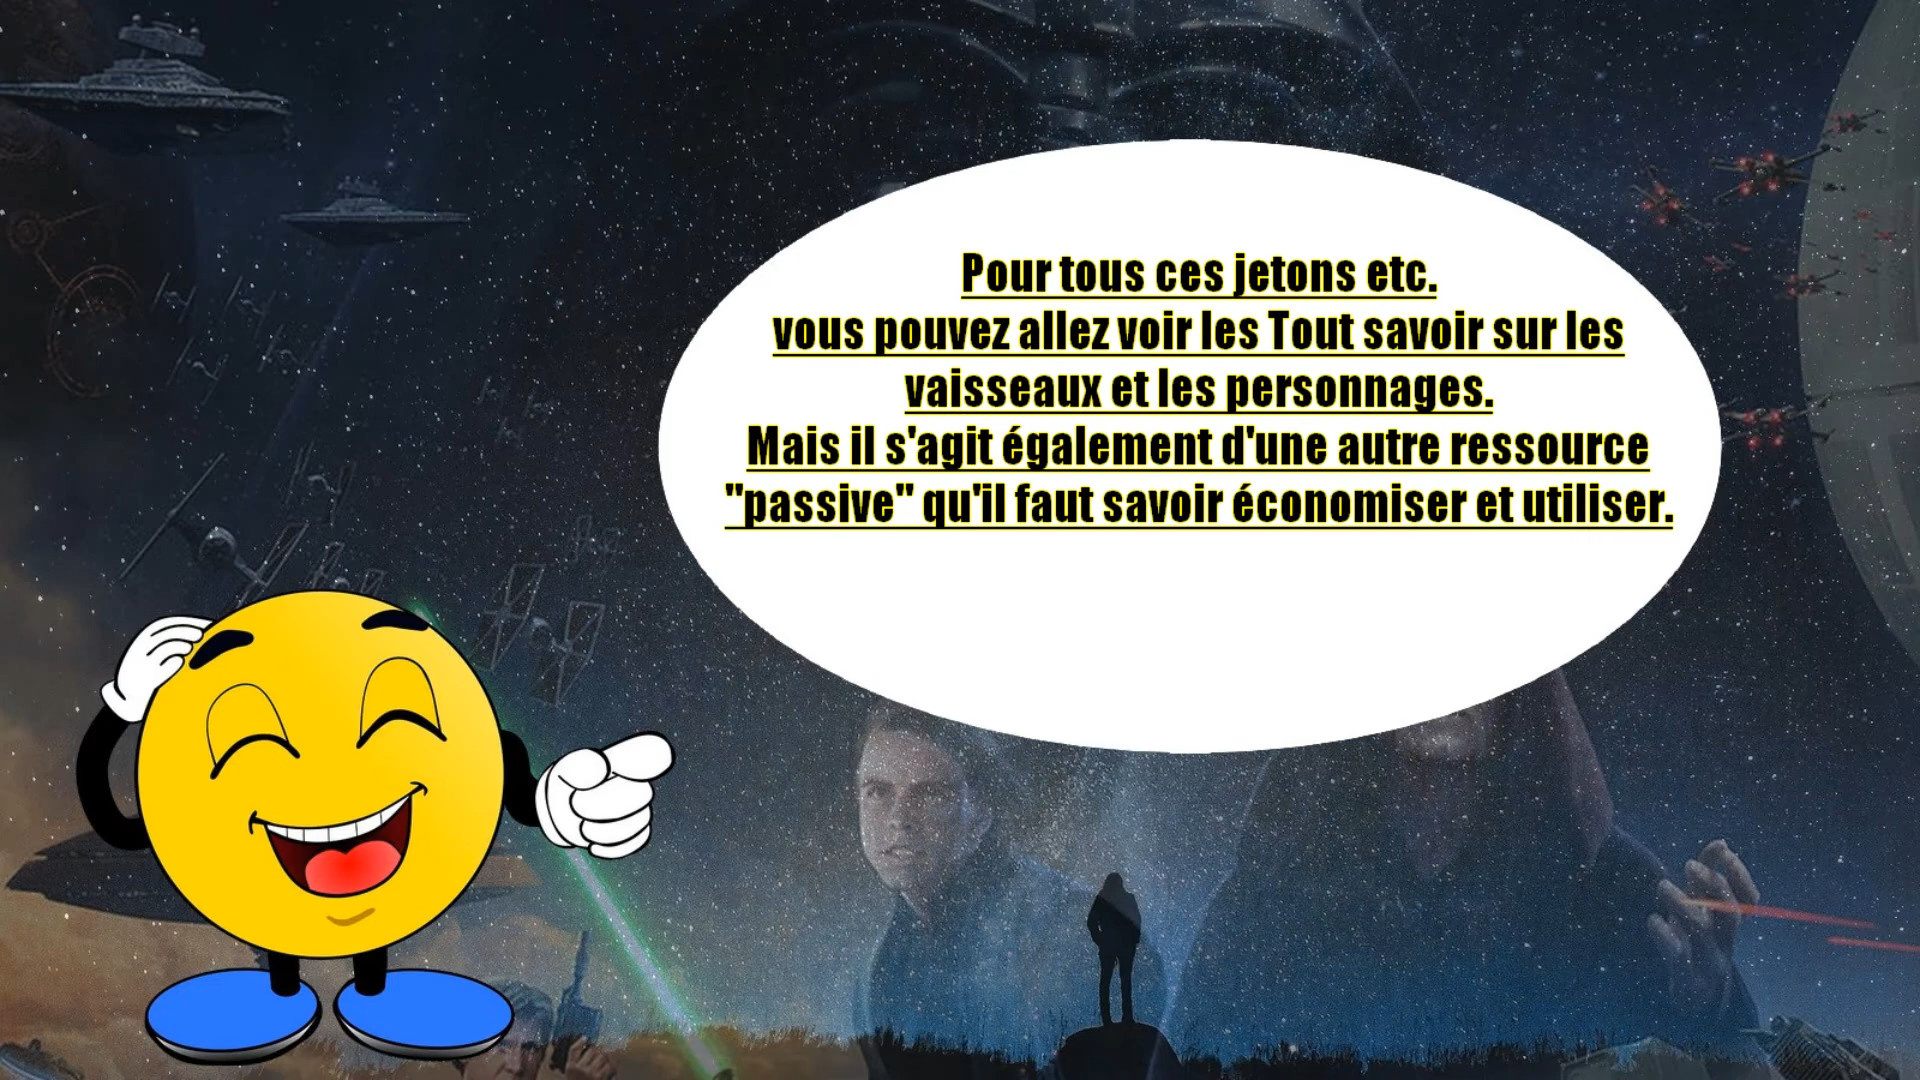 Pour tous ces jetons etc.
vous pouvez allez voir les Tout savoir sur les
vaisseaux et les personnages.
Mais il s'agit également d'une autre ressource
"passive" qu'il faut savoir économiser et utiliser.